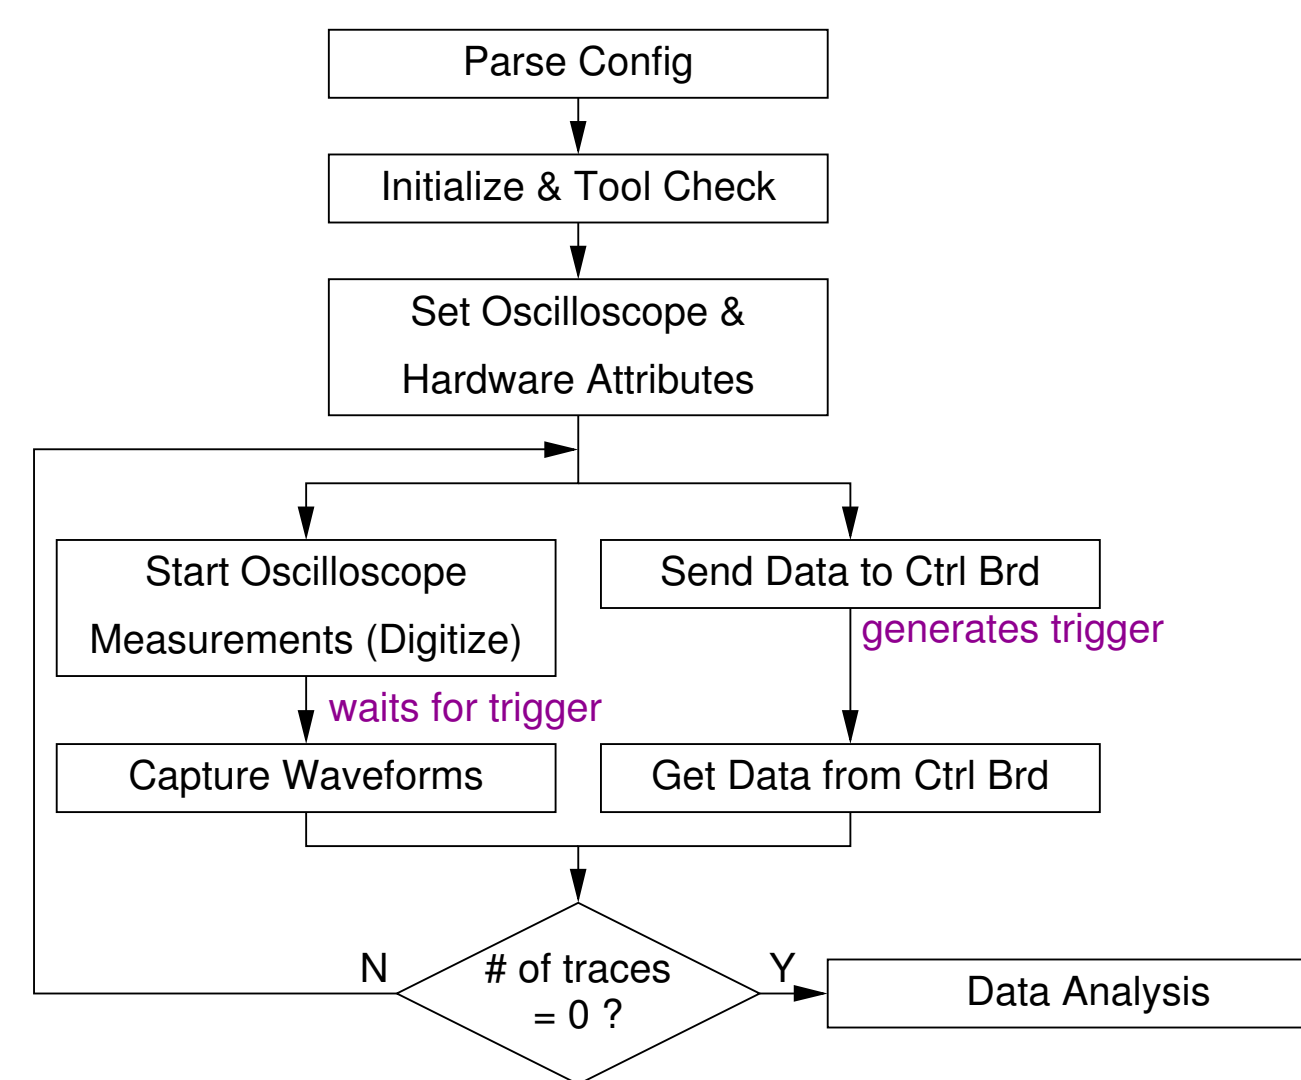 Parse Config
Initialize & Tool Check
Set Oscilloscope &
Hardware Attributes
Start Oscilloscope
Measurements (Digitize)
Send Data to Ctrl Brd
generates trigger
waits for trigger
Capture Waveforms
Get Data from Ctrl Brd
N
# of traces
= 0 ?
Y
Data Analysis